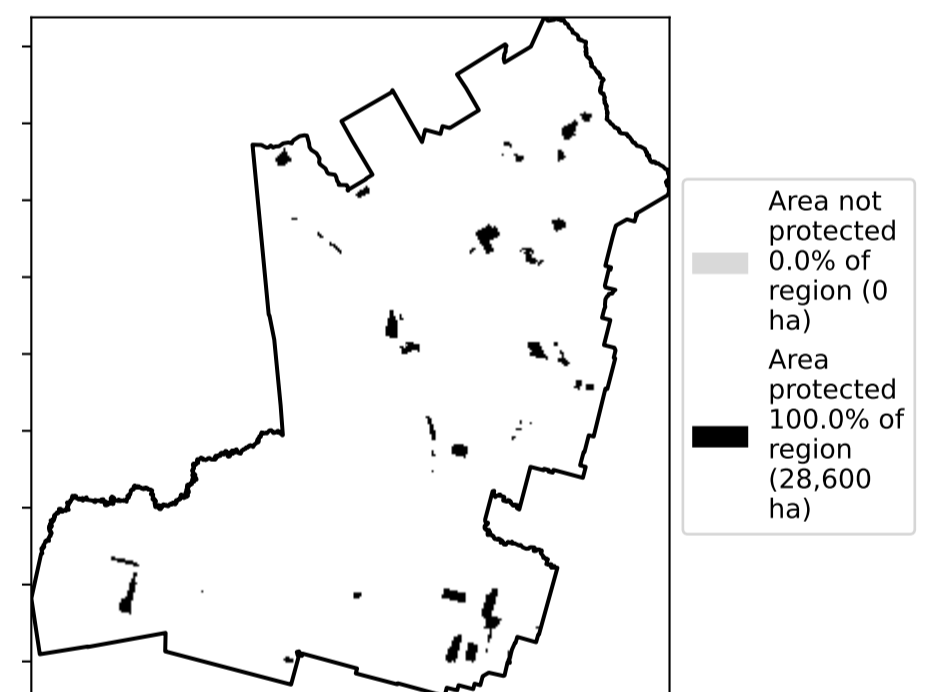 Area not
protected
0.0% of
region (0
ha)
Area
protected
100.0% of
region
(28,600
ha)